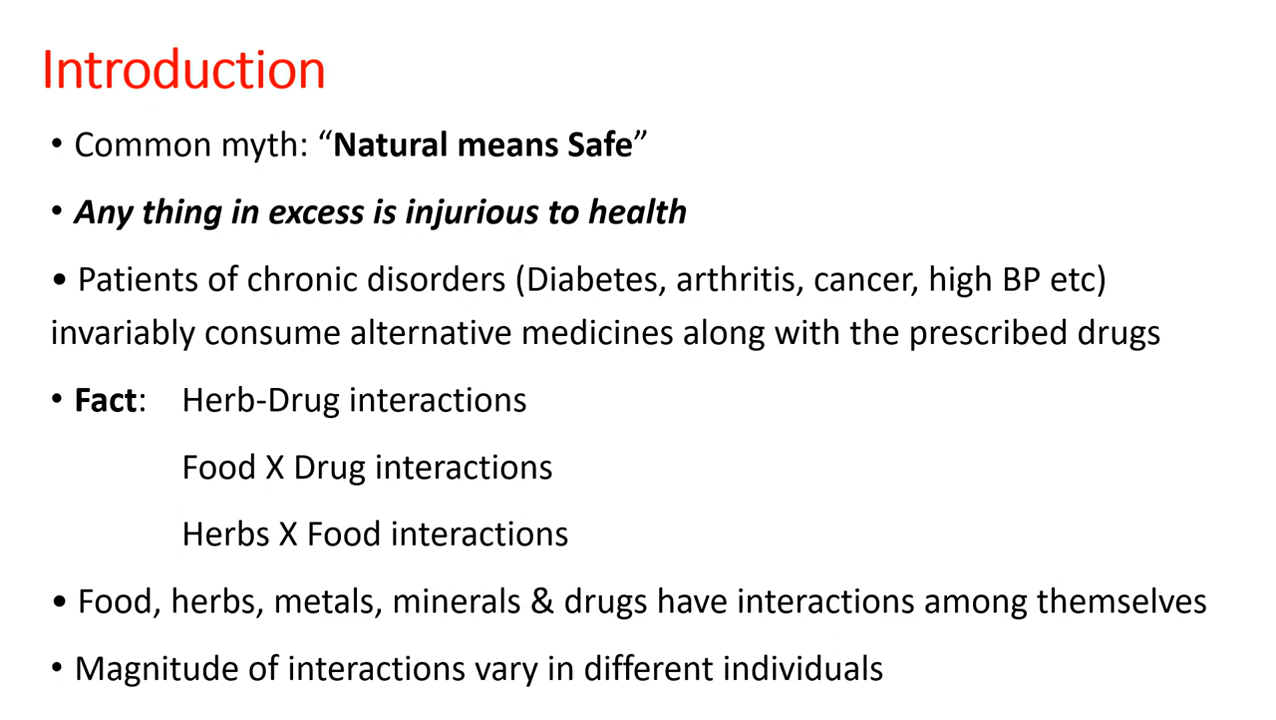 Introduction
• Common myth: “Natural means Safe”
• Any thing in excess is injurious to health
• Patients of chronic disorders (Diabetes, arthritis, cancer, high BP etc)
invariably consume alternative medicines along with the prescribed drugs
• Fact: Herb-Drug interactions
Food X Drug interactions
Herbs X Food interactions
• Food, herbs, metals, minerals & drugs have interactions among themselves
• Magnitude of interactions vary in different individuals